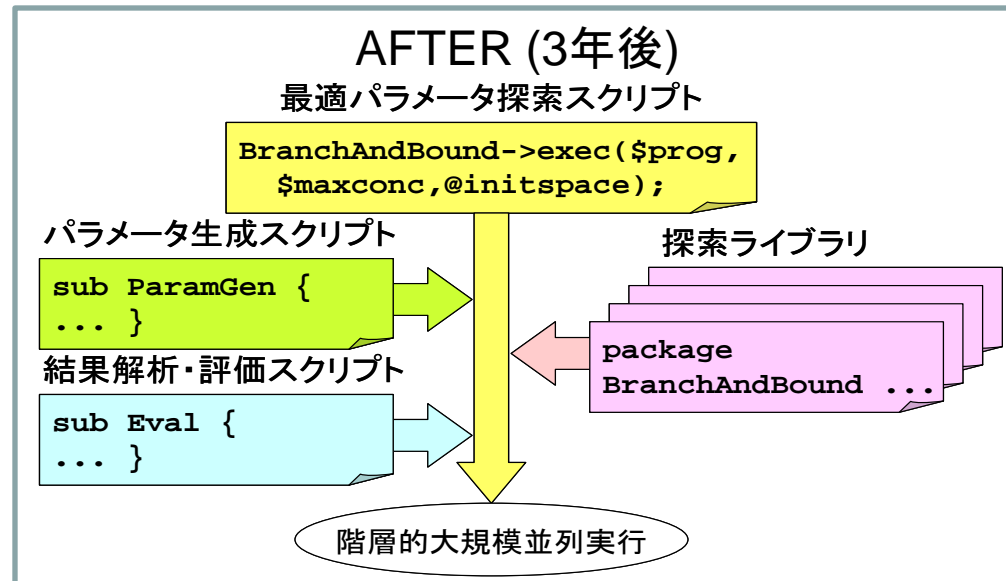 AFTER (3年後)
最適パラメータ探索スクリプト
BranchAndBound->exec($prog,
$maxconc,@initspace);
パラメータ生成スクリプト
sub ParamGen {
... }
結果解析・評価スクリプト
sub Eval {
... }
探索ライブラリ
package
BranchAndBound ...
階層的大規模並列実行